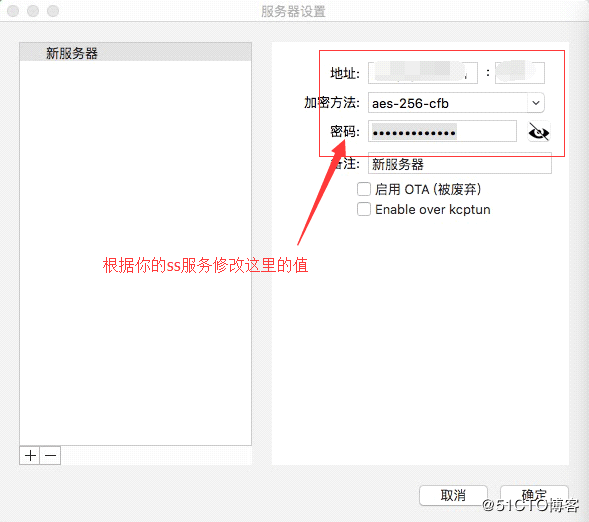 服务器设置
新服务器
地址: :
加密方法: aes-256-cfb
密码: •••••••••••••
备注: 新服务器
启用 OTA (被废弃)
Enable over kcptun
根据你的ss服务修改这里的值
+ −
取消 确定
@51CTO博客